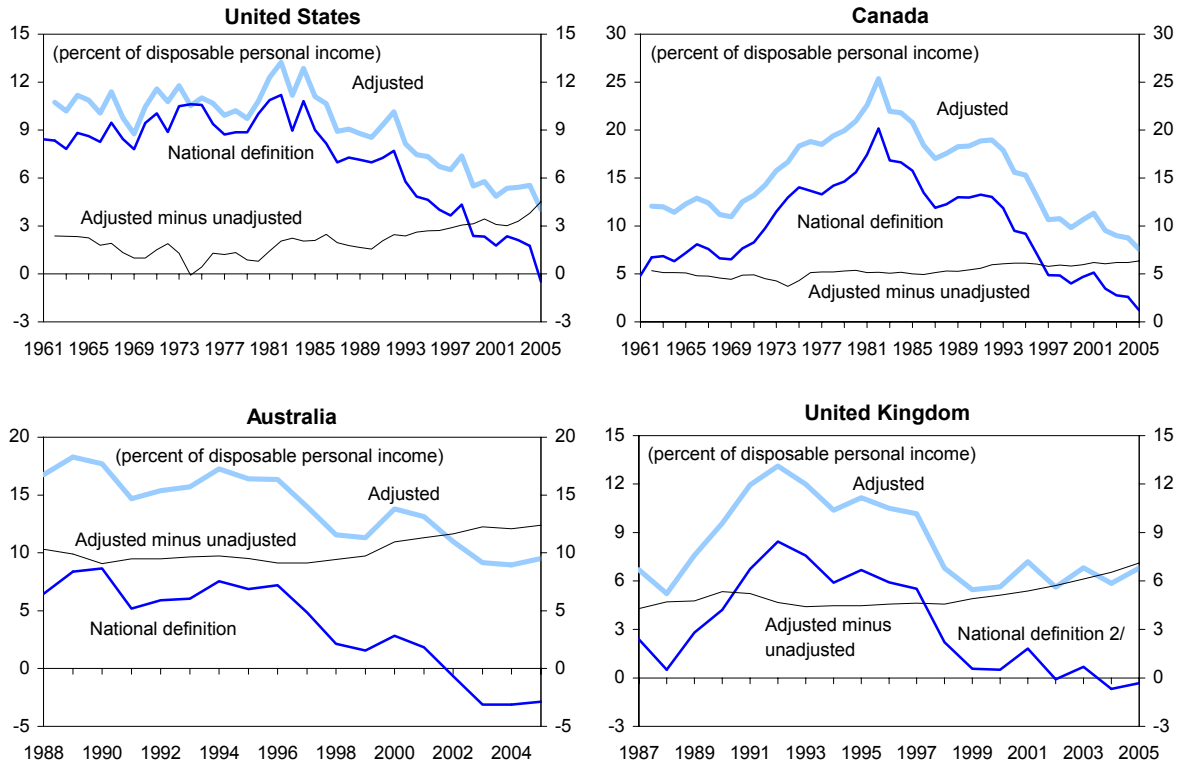 United States
15
12
9
6
3
0
-3
15
12
9
6
3
0
-3
(percent of disposable personal income)
Adjusted
National definition
Adjusted minus unadjusted
1961 1965 1969 1973 1977 1981 1985 1989 1993 1997 2001 2005
Canada
30
25
20
15
10
5
0
30
25
20
15
10
5
0
(percent of disposable personal income)
Adjusted
National definition
Adjusted minus unadjusted
1961 1965 1969 1973 1977 1981 1985 1989 1993 1997 2001 2005
Australia
20
15
10
5
0
-5
20
15
10
5
0
-5
(percent of disposable personal income)
Adjusted
Adjusted minus unadjusted
National definition
1988 1990 1992 1994 1996 1998 2000 2002 2004
United Kingdom
15
12
9
6
3
0
-3
15
12
9
6
3
0
-3
(percent of disposable personal income)
Adjusted
Adjusted minus
unadjusted
National definition 2/
1987 1989 1991 1993 1995 1997 1999 2001 2003 2005